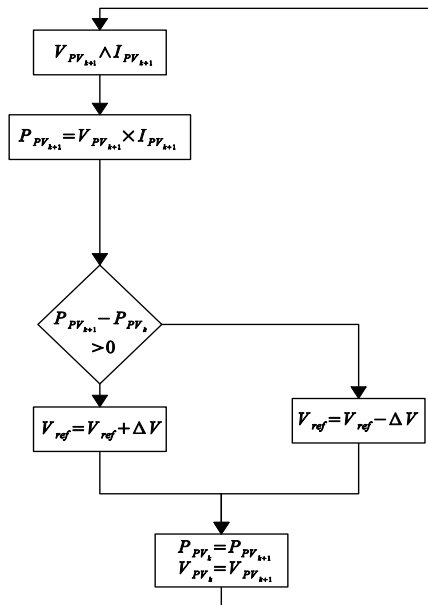 V_{PV_{k+1}} ∧ I_{PV_{k+1}}
P_{PV_{k+1}} = V_{PV_{k+1}} × I_{PV_{k+1}}
P_{PV_{k+1}} − P_{PV_k}
>0
V_{ref} = V_{ref} + Δ V
V_{ref} = V_{ref} − Δ V
P_{PV_k} = P_{PV_{k+1}}
V_{PV_k} = V_{PV_{k+1}}